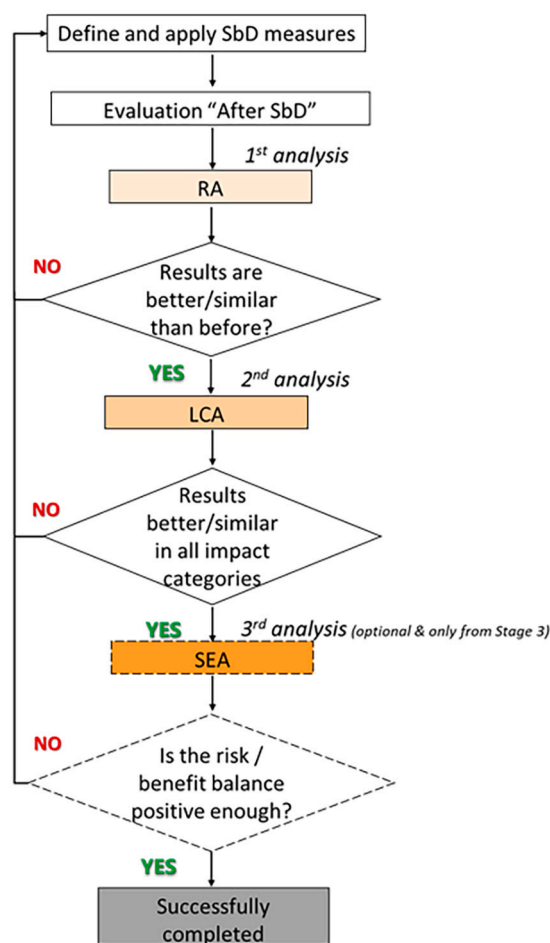 Define and apply SbD measures
Evaluation “After SbD”
1st analysis
RA
NO
Results are
better/similar
than before?
YES
2nd analysis
LCA
NO
Results
better/similar
in all impact
categories
YES
3rd analysis (optional & only from Stage 3)
SEA
NO
Is the risk /
benefit balance
positive enough?
YES
Successfully
completed